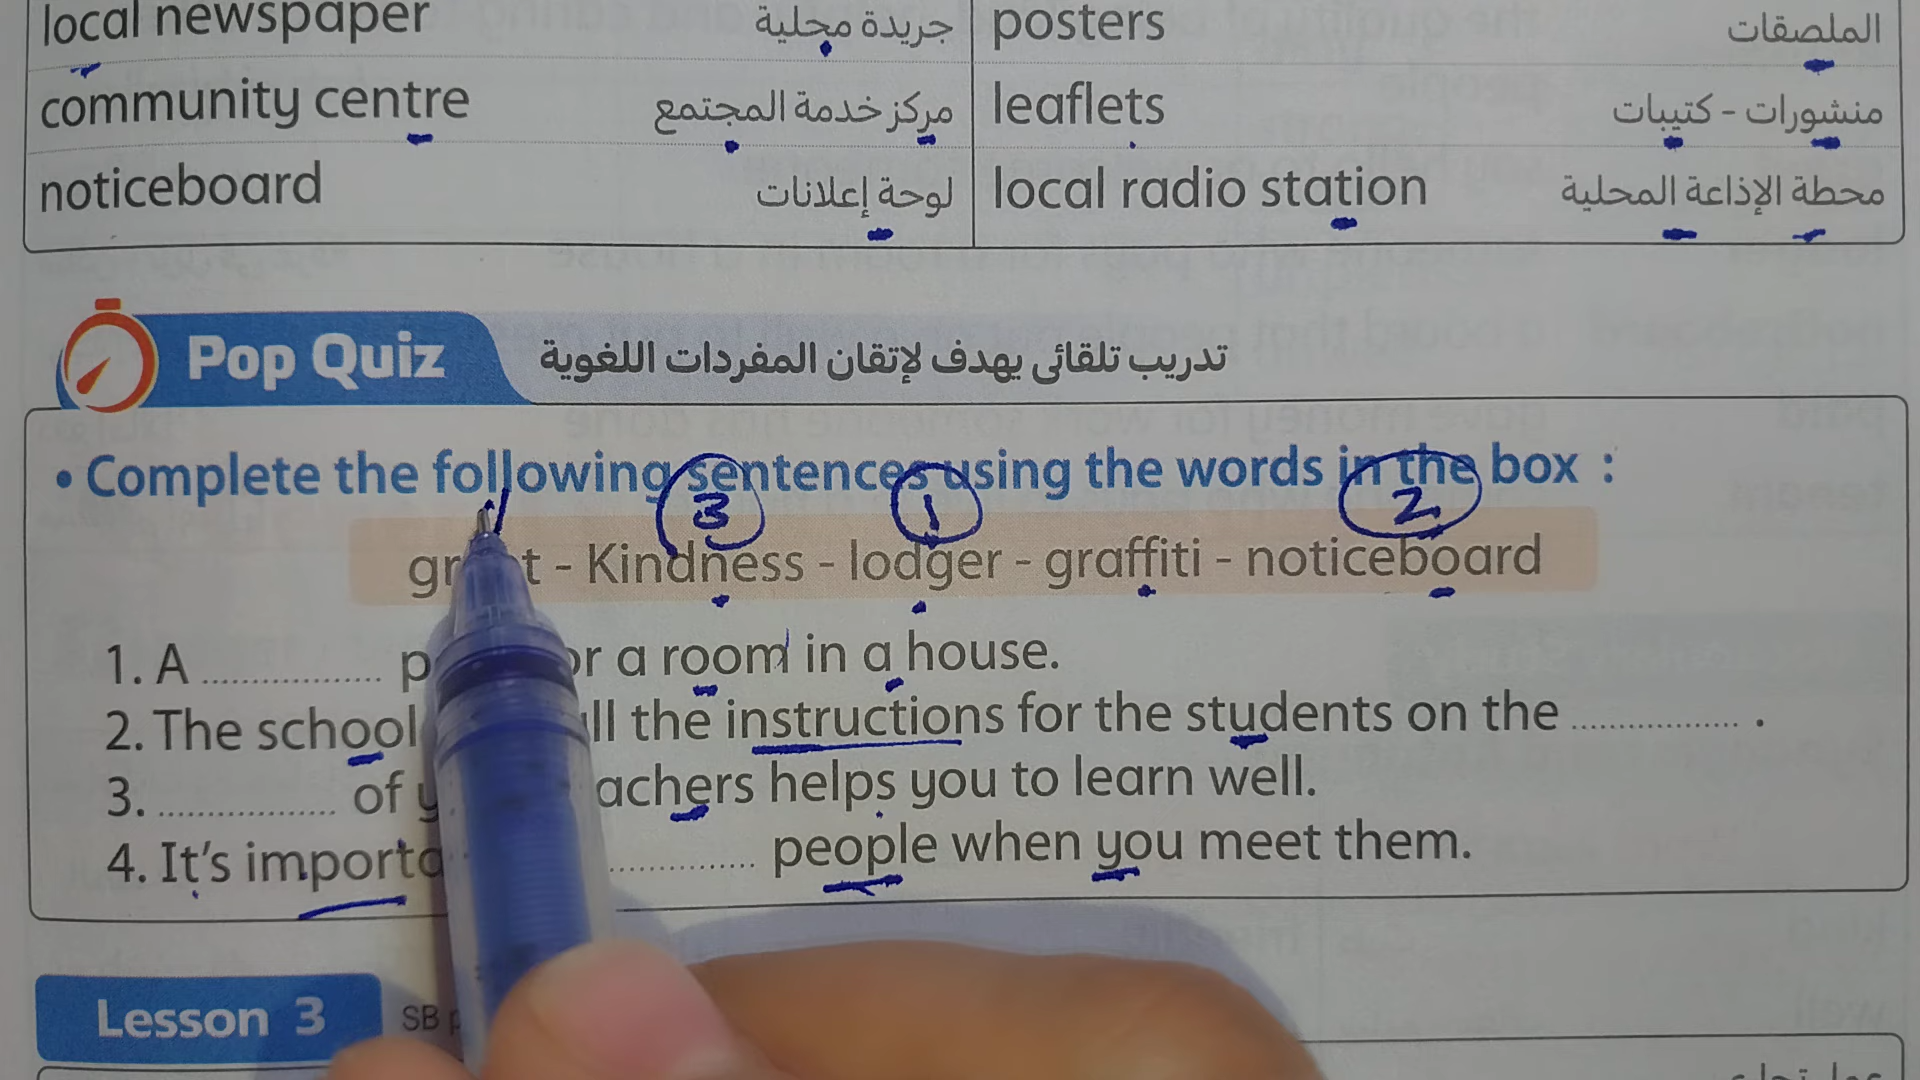 local newspaper جريدة محلية posters الملصقات
community centre مركز خدمة المجتمع leaflets منشورات - كتيبات
noticeboard لوحة إعلانات local radio station محطة الإذاعة المحلية
Pop Quiz تدريب تلقائى يهدف لإتقان المفردات اللغوية
• Complete the following sentences using the words in the box :
3 1 2
- Kindness - lodger - graffiti - noticeboard
1. A ................ for a room in a house.
2. The school all the instructions for the students on the ................ .
3. ................ of teachers helps you to learn well.
4. It's ................ people when you meet them.
Lesson 3 SB